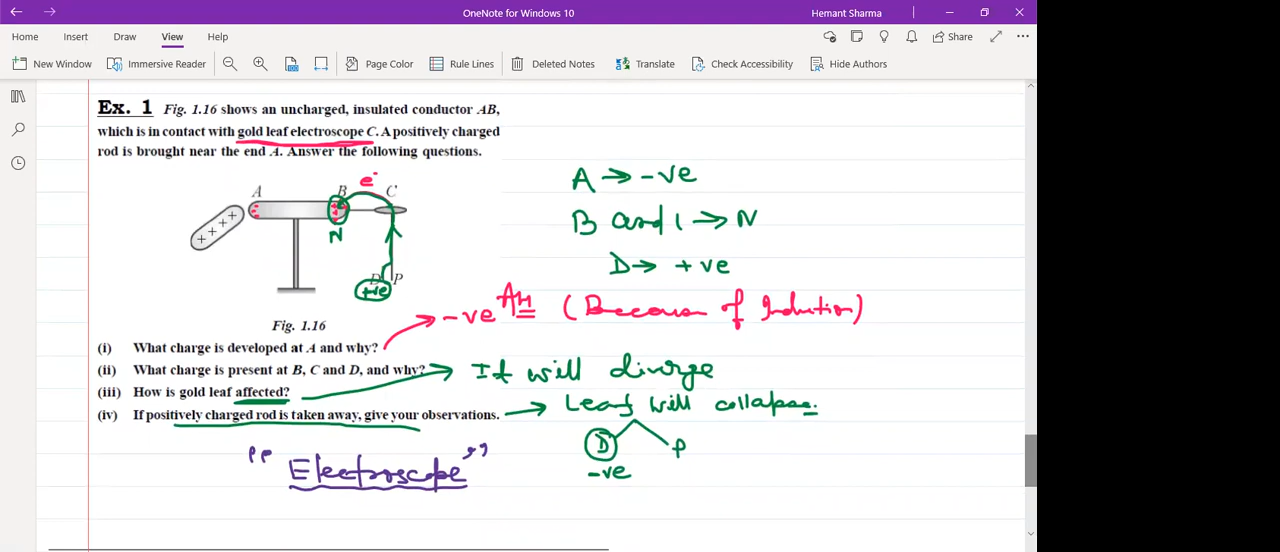 OneNote for Windows 10
Hemant Sharma
Home Insert Draw View Help
Share
New Window Immersive Reader Page Color Rule Lines Deleted Notes Translate Check Accessibility Hide Authors
Ex. 1 Fig. 1.16 shows an uncharged, insulated conductor AB,
which is in contact with gold leaf electroscope C. A positively charged
rod is brought near the end A. Answer the following questions.
A B e⁻ C
+ + + +
N
D P
+ve
Fig. 1.16
A → -ve
B and 1 → N
D → +ve
-ve (Because of Induction)
(i) What charge is developed at A and why?
(ii) What charge is present at B, C and D, and why?
It will diverge
(iii) How is gold leaf affected?
(iv) If positively charged rod is taken away, give your observations.
Leaf will collapse.
D P
-ve
"Electroscope"